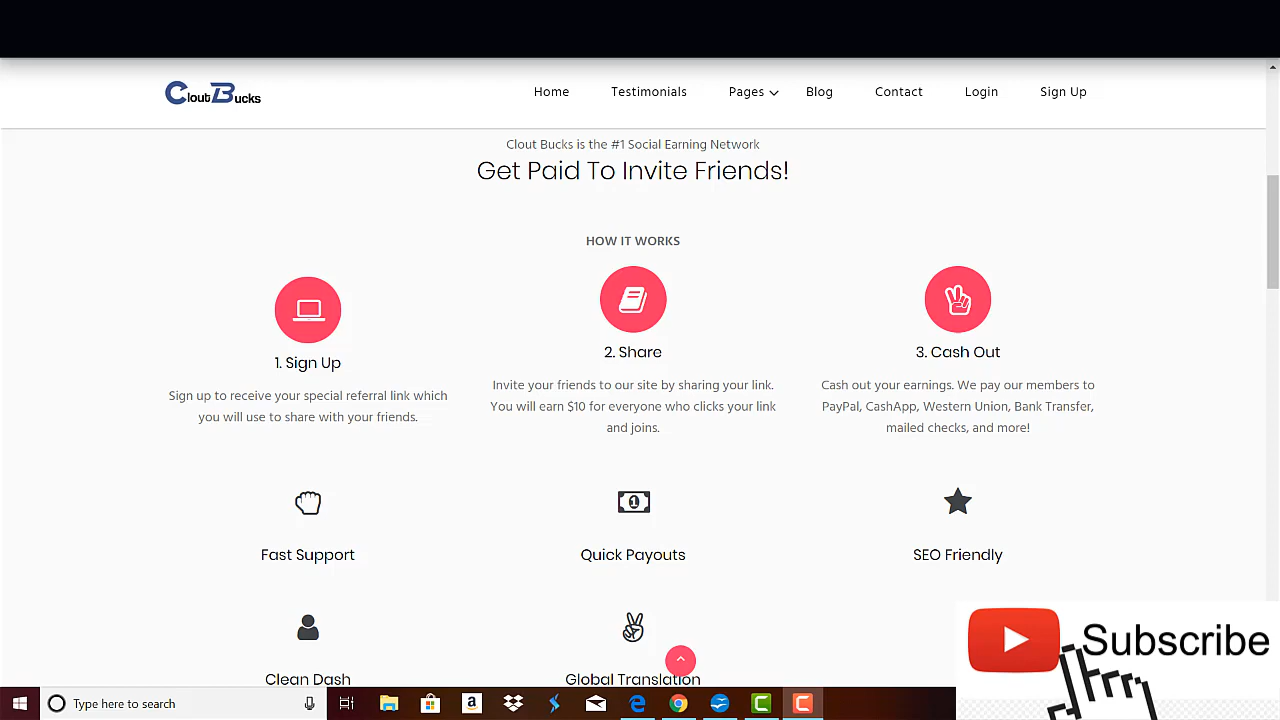 Clout Bucks
Home Testimonials Pages Blog Contact Login Sign Up
Clout Bucks is the #1 Social Earning Network
Get Paid To Invite Friends!
HOW IT WORKS
1. Sign Up
Sign up to receive your special referral link which
you will use to share with your friends.
2. Share
Invite your friends to our site by sharing your link.
You will earn $10 for everyone who clicks your link
and joins.
3. Cash Out
Cash out your earnings. We pay our members to
PayPal, CashApp, Western Union, Bank Transfer,
mailed checks, and more!
Fast Support
Quick Payouts
SEO Friendly
Clean Dash
Global Translation
Subscribe
Type here to search